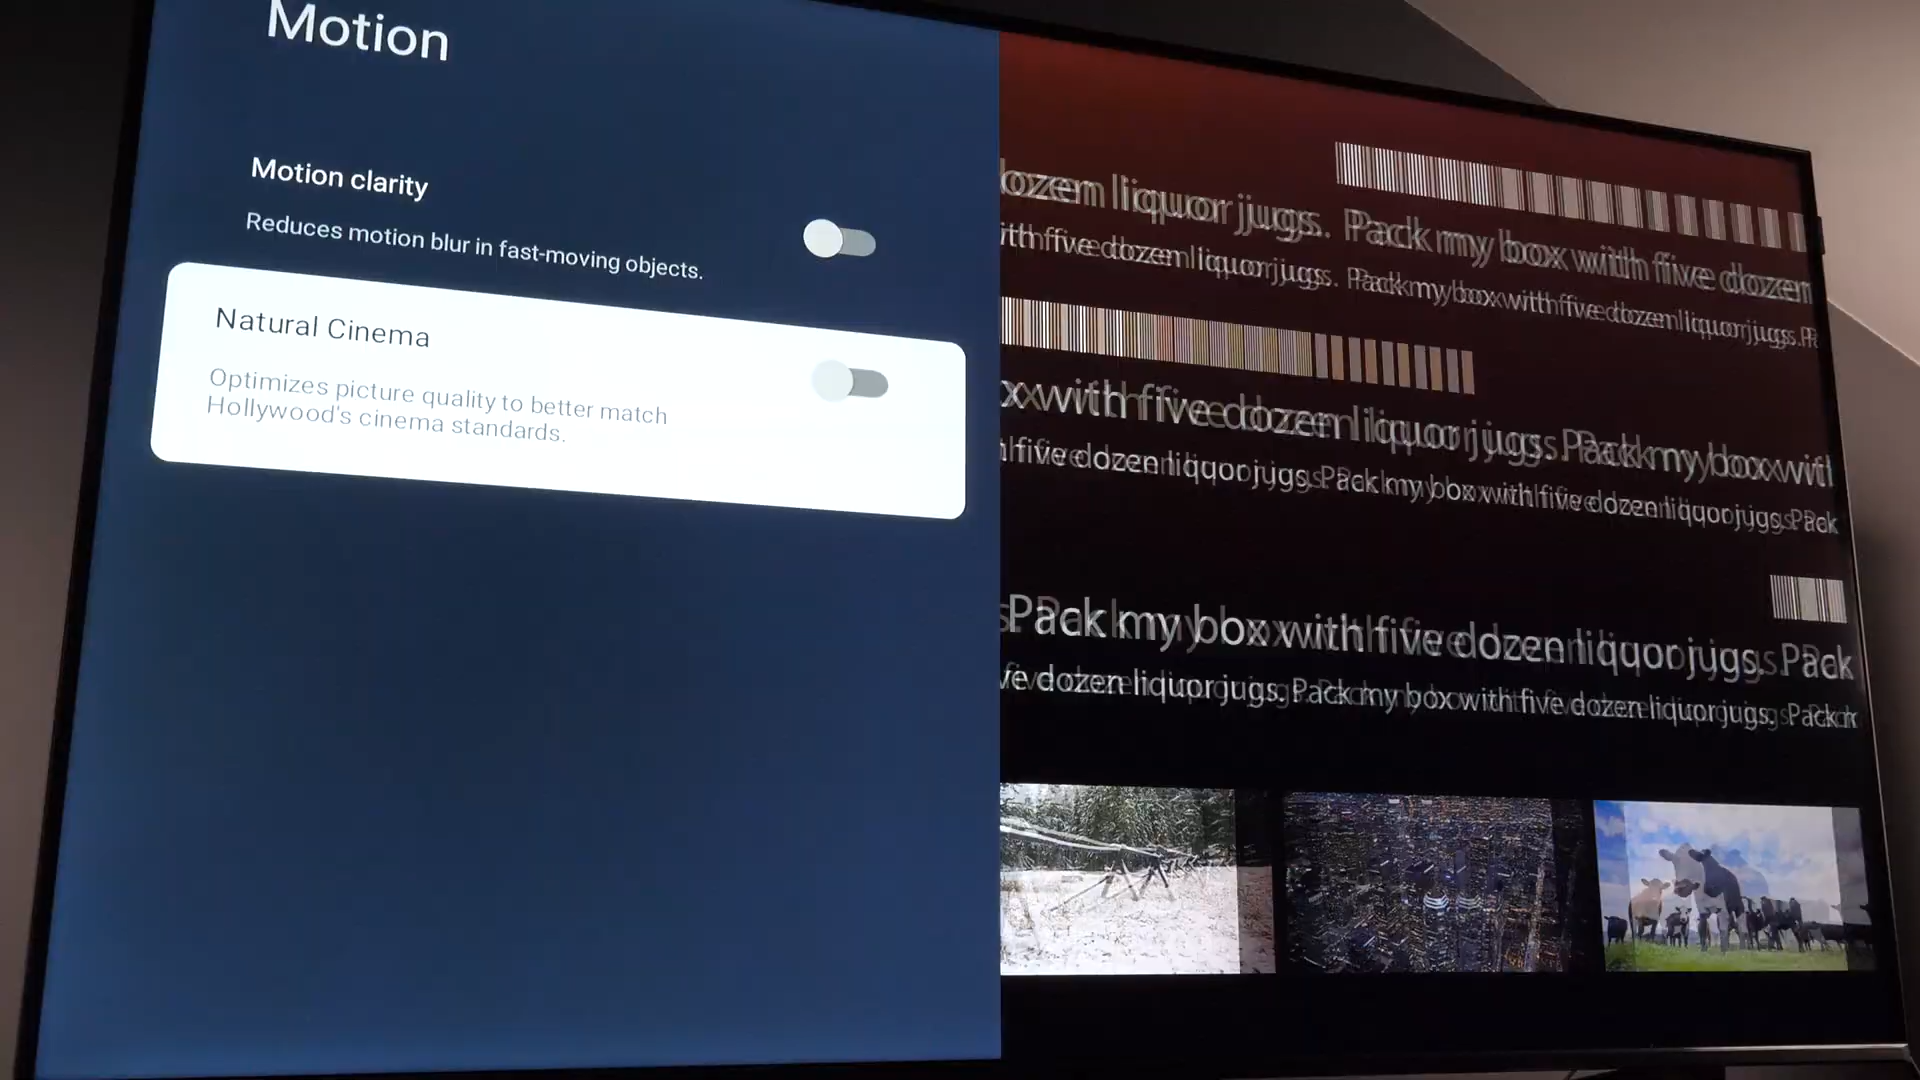 Motion
Motion clarity
Reduces motion blur in fast-moving objects.
Natural Cinema
Optimizes picture quality to better match
Hollywood's cinema standards.
dozen liquor jugs. Pack my box with five dozen
with five dozen liquor jugs. Pack my box with five dozen liquor jugs.
x with five dozen liquor jugs. Pack my box with
five dozen liquor jugs. Pack my box with five dozen liquor jugs. Pack
s. Pack my box with five dozen liquor jugs. Pack
ve dozen liquor jugs. Pack my box with five dozen liquor jugs. Pack